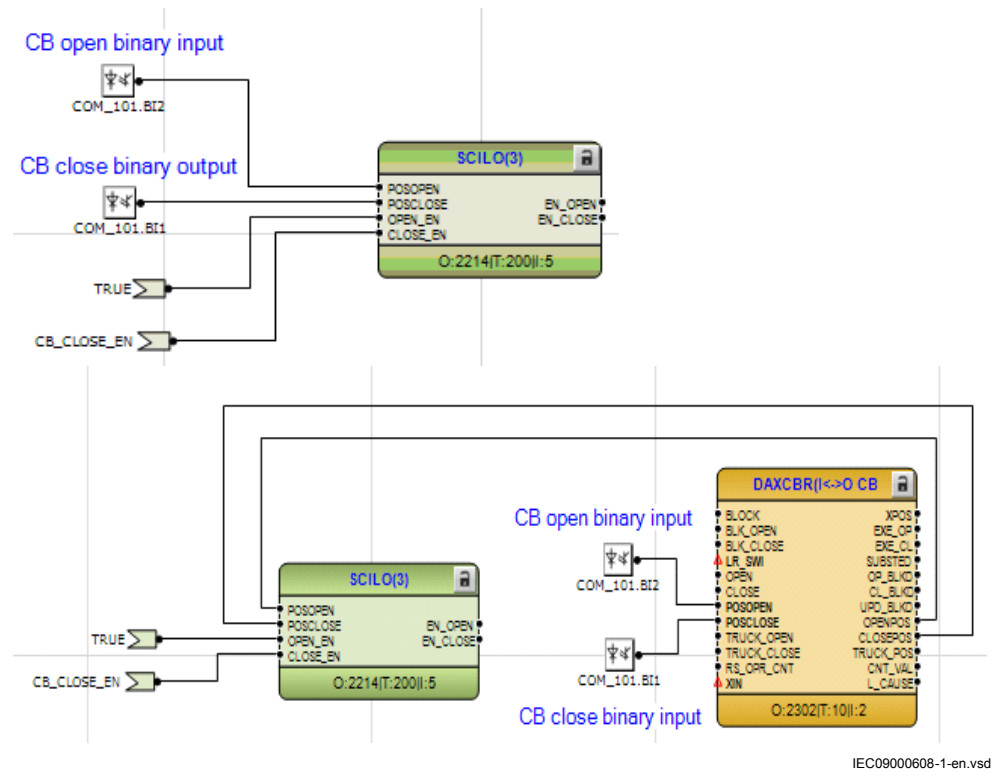 CB open binary input
COM_101.BI2
CB close binary output
COM_101.BI1
TRUE
CB_CLOSE_EN
SCILO(3)
POSOPEN
POSCLOSE EN_OPEN
OPEN_EN EN_CLOSE
CLOSE_EN
O:2214|T:200|I:5
SCILO(3)
POSOPEN
POSCLOSE EN_OPEN
OPEN_EN EN_CLOSE
CLOSE_EN
O:2214|T:200|I:5
TRUE
CB_CLOSE_EN
CB open binary input
COM_101.BI2
COM_101.BI1
CB close binary input
DAXCBR(I<->O CB
BLOCK XPOS
BLK_OPEN EXE_OP
BLK_CLOSE EXE_CL
LR_SWI SUBSTED
OPEN OP_BLKD
CLOSE CL_BLKD
POSOPEN UPD_BLKD
POSCLOSE OPENPOS
TRUCK_OPEN CLOSEPOS
TRUCK_CLOSE TRUCK_POS
RS_OPR_CNT CNT_VAL
XIN L_CAUSE
O:2302|T:10|I:2
IEC09000608-1-en.vsd